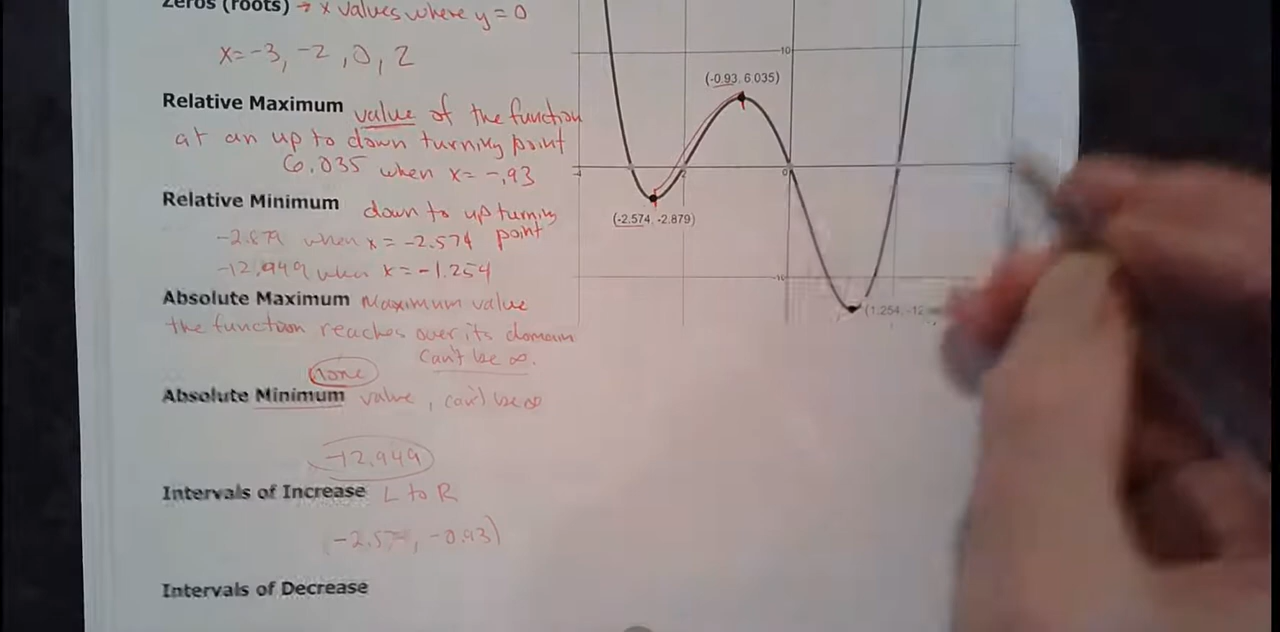 Zeros (roots) → x values where y=0
x=-3, -2, 0, 2
Relative Maximum value of the function
at an up to down turning point
6.035 when x=-.93
Relative Minimum down to up turning
point
-2.879 when x=-2.574
-12.949 when x=-1.254
Absolute Maximum Maximum value
the function reaches over its domain
can't be ∞.
none
Absolute Minimum value, can't be ∞
-12.949
Intervals of Increase L to R
(-2.574, -0.93)
Intervals of Decrease
10
(-0.93, 6.035)
0
(-2.574, -2.879)
-10
(1.254, -12